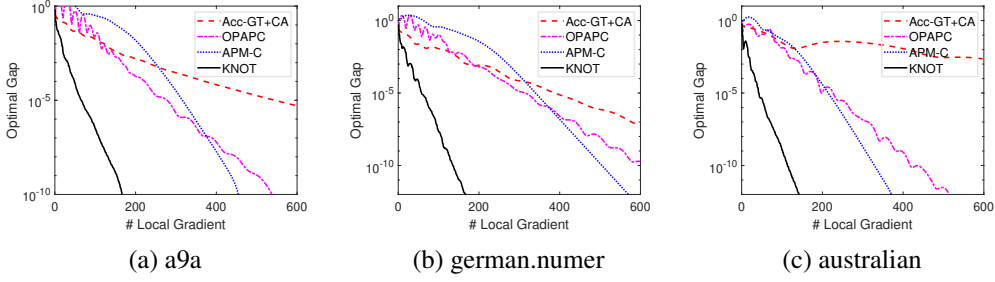 10^0
10^-5
10^-10
Optimal Gap
0 200 400 600
# Local Gradient
Acc-GT+CA
OPAPC
APM-C
KNOT
(a) a9a
10^0
10^-5
10^-10
Optimal Gap
0 200 400 600
# Local Gradient
Acc-GT+CA
OPAPC
APM-C
KNOT
(b) german.numer
10^0
10^-5
10^-10
Optimal Gap
0 200 400 600
# Local Gradient
Acc-GT+CA
OPAPC
APM-C
KNOT
(c) australian